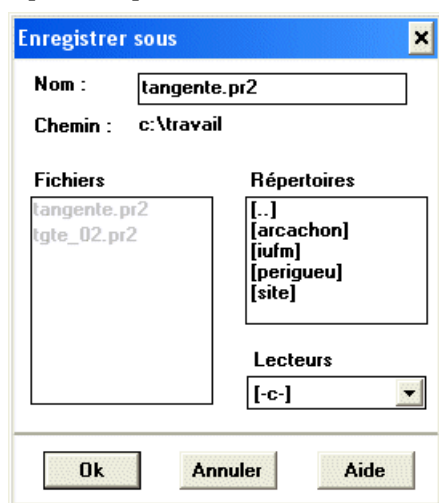 Enregistrer sous
Nom : tangente.pr2
Chemin : c:\travail
Fichiers
tangente.pr2
tgte_02.pr2
Répertoires
[..]
[arcachon]
[iufm]
[perigueu]
[site]
Lecteurs
[-c-]
Ok Annuler Aide